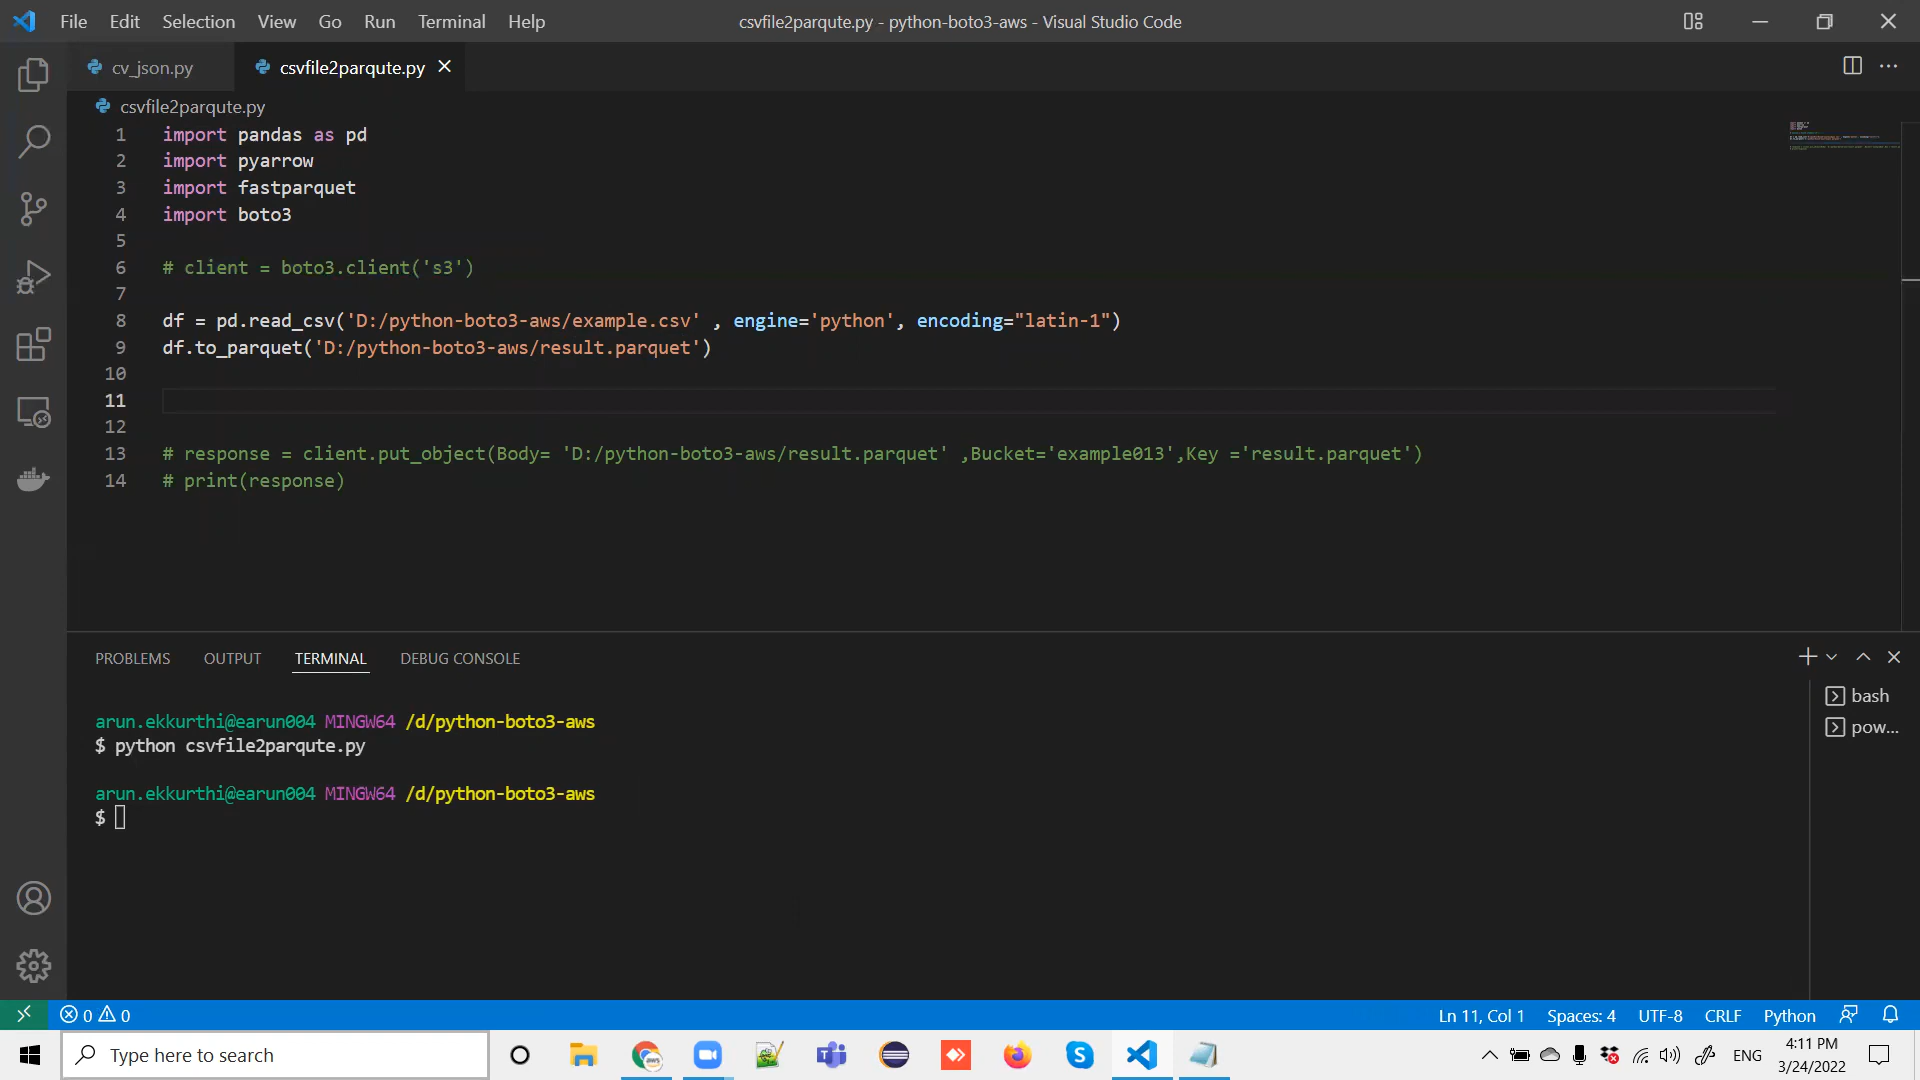 File Edit Selection View Go Run Terminal Help
csvfile2parqute.py - python-boto3-aws - Visual Studio Code
cv_json.py
csvfile2parqute.py
csvfile2parqute.py
1 import pandas as pd
2 import pyarrow
3 import fastparquet
4 import boto3
5
6 # client = boto3.client('s3')
7
8 df = pd.read_csv('D:/python-boto3-aws/example.csv' , engine='python', encoding="latin-1")
9 df.to_parquet('D:/python-boto3-aws/result.parquet')
10
11
12
13 # response = client.put_object(Body= 'D:/python-boto3-aws/result.parquet' ,Bucket='example013',Key ='result.parquet')
14 # print(response)
PROBLEMS OUTPUT TERMINAL DEBUG CONSOLE
arun.ekkurthi@earun004 MINGW64 /d/python-boto3-aws
$ python csvfile2parqute.py
arun.ekkurthi@earun004 MINGW64 /d/python-boto3-aws
$
bash
pow...
0 0
Ln 11, Col 1 Spaces: 4 UTF-8 CRLF Python
Type here to search
aws
ENG
4:11 PM
3/24/2022